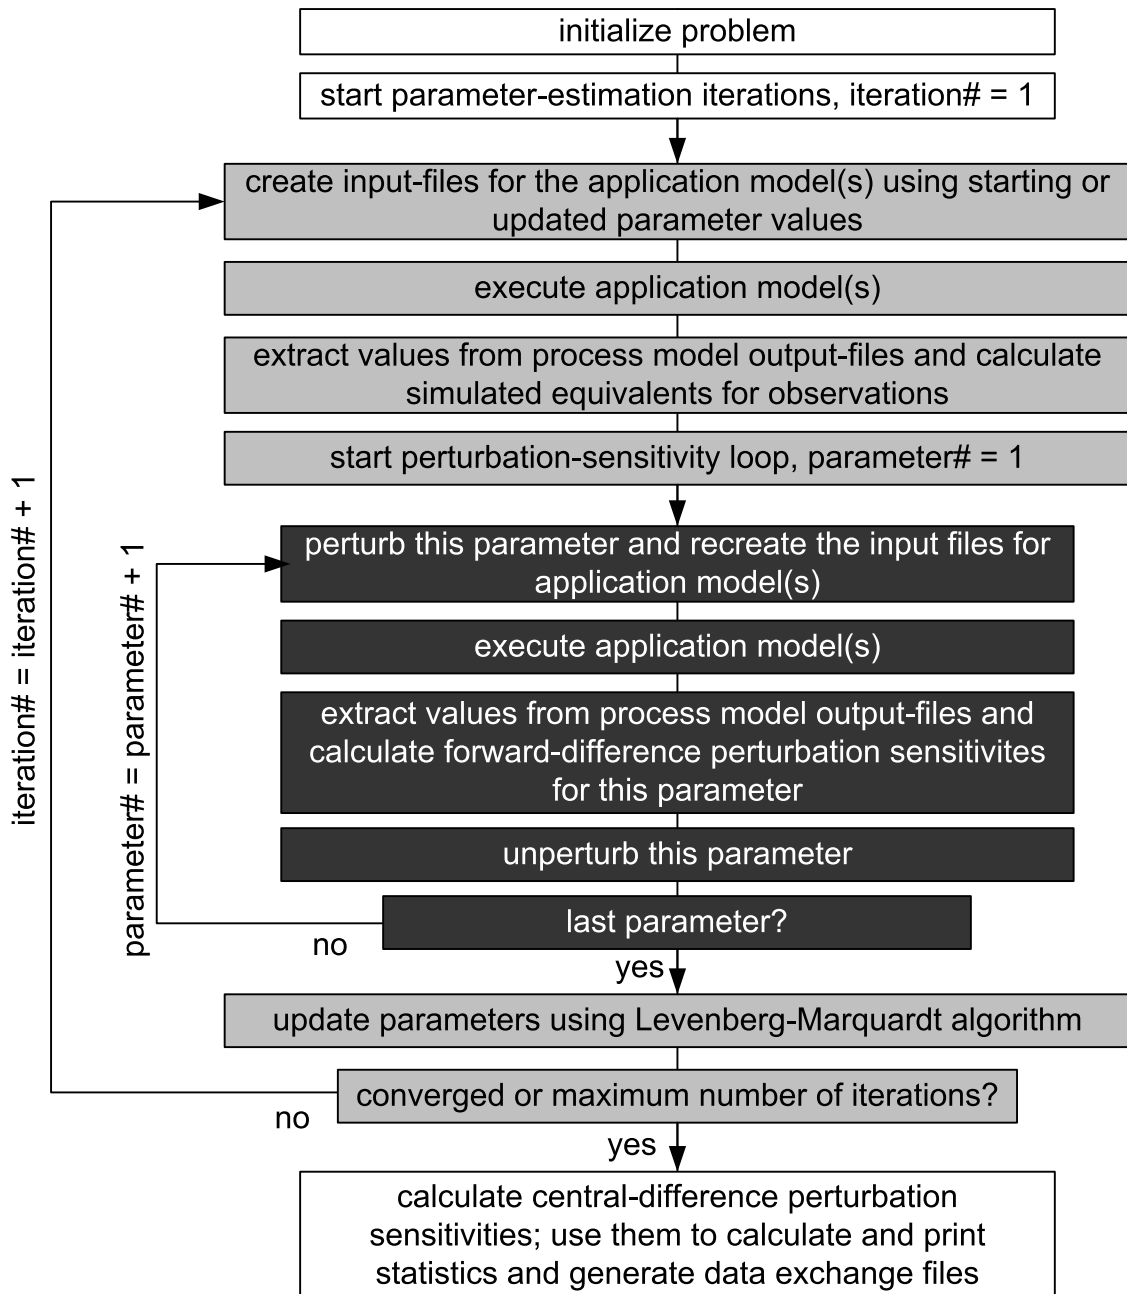 initialize problem
start parameter-estimation iterations, iteration# = 1
create input-files for the application model(s) using starting or
updated parameter values
execute application model(s)
extract values from process model output-files and calculate
simulated equivalents for observations
start perturbation-sensitivity loop, parameter# = 1
perturb this parameter and recreate the input files for
application model(s)
execute application model(s)
extract values from process model output-files and
calculate forward-difference perturbation sensitivites
for this parameter
unperturb this parameter
last parameter?
no
yes
parameter# = parameter# + 1
update parameters using Levenberg-Marquardt algorithm
converged or maximum number of iterations?
no
yes
iteration# = iteration# + 1
calculate central-difference perturbation
sensitivities; use them to calculate and print
statistics and generate data exchange files